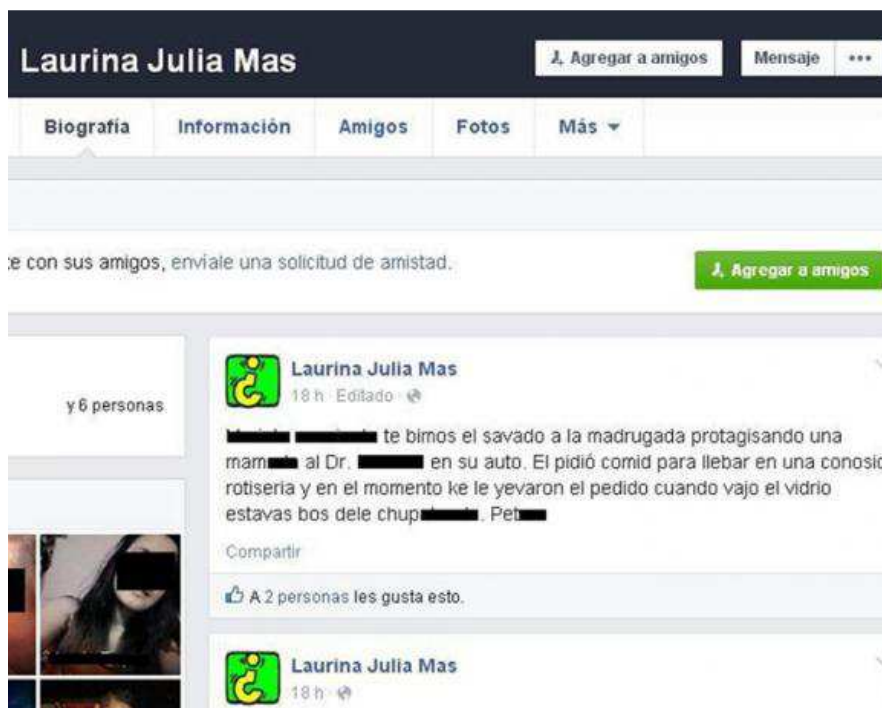 Laurina Julia Mas
Agregar a amigos
Mensaje
Biografía
Información
Amigos
Fotos
Más
te con sus amigos, envíale una solicitud de amistad.
Agregar a amigos
y 6 personas
Laurina Julia Mas
18 h · Editado ·
te bimos el savado a la madrugada protagisando una
mam al Dr. en su auto. El pidió comid para llebar en una conosid
rotiseria y en el momento ke le yevaron el pedido cuando vajo el vidrio
estavas bos dele chup . Pet
Compartir
A 2 personas les gusta esto.
Laurina Julia Mas
18 h ·